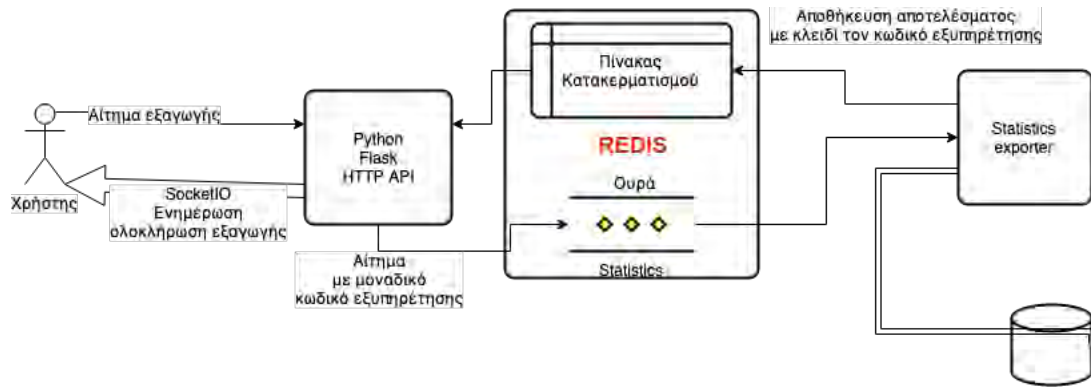 Αποθήκευση αποτελέσματος
με κλειδί τον κωδικό εξυπηρέτησης
Πίνακας
Κατακερματισμού
Αίτημα εξαγωγής
Python
Flask
HTTP API
REDIS
Statistics
exporter
Χρήστης
SocketIO
Ενημέρωση
ολοκλήρωση εξαγωγής
Ουρά
Statistics
Αίτημα
με μοναδικό
κωδικό εξυπηρέτησης